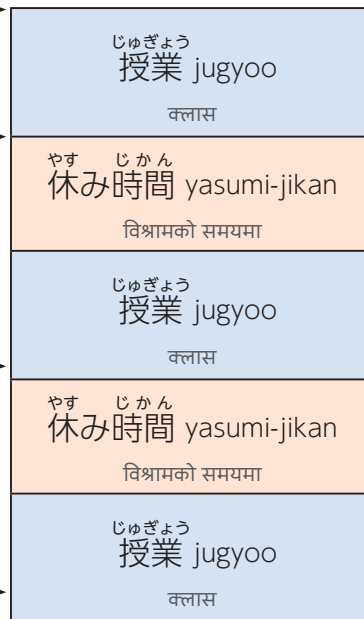 じゅぎょう
授業 jugyoo
क्लास
やす じかん
休み時間 yasumi-jikan
विश्रामको समयमा
じゅぎょう
授業 jugyoo
क्लास
やす じかん
休み時間 yasumi-jikan
विश्रामको समयमा
じゅぎょう
授業 jugyoo
क्लास